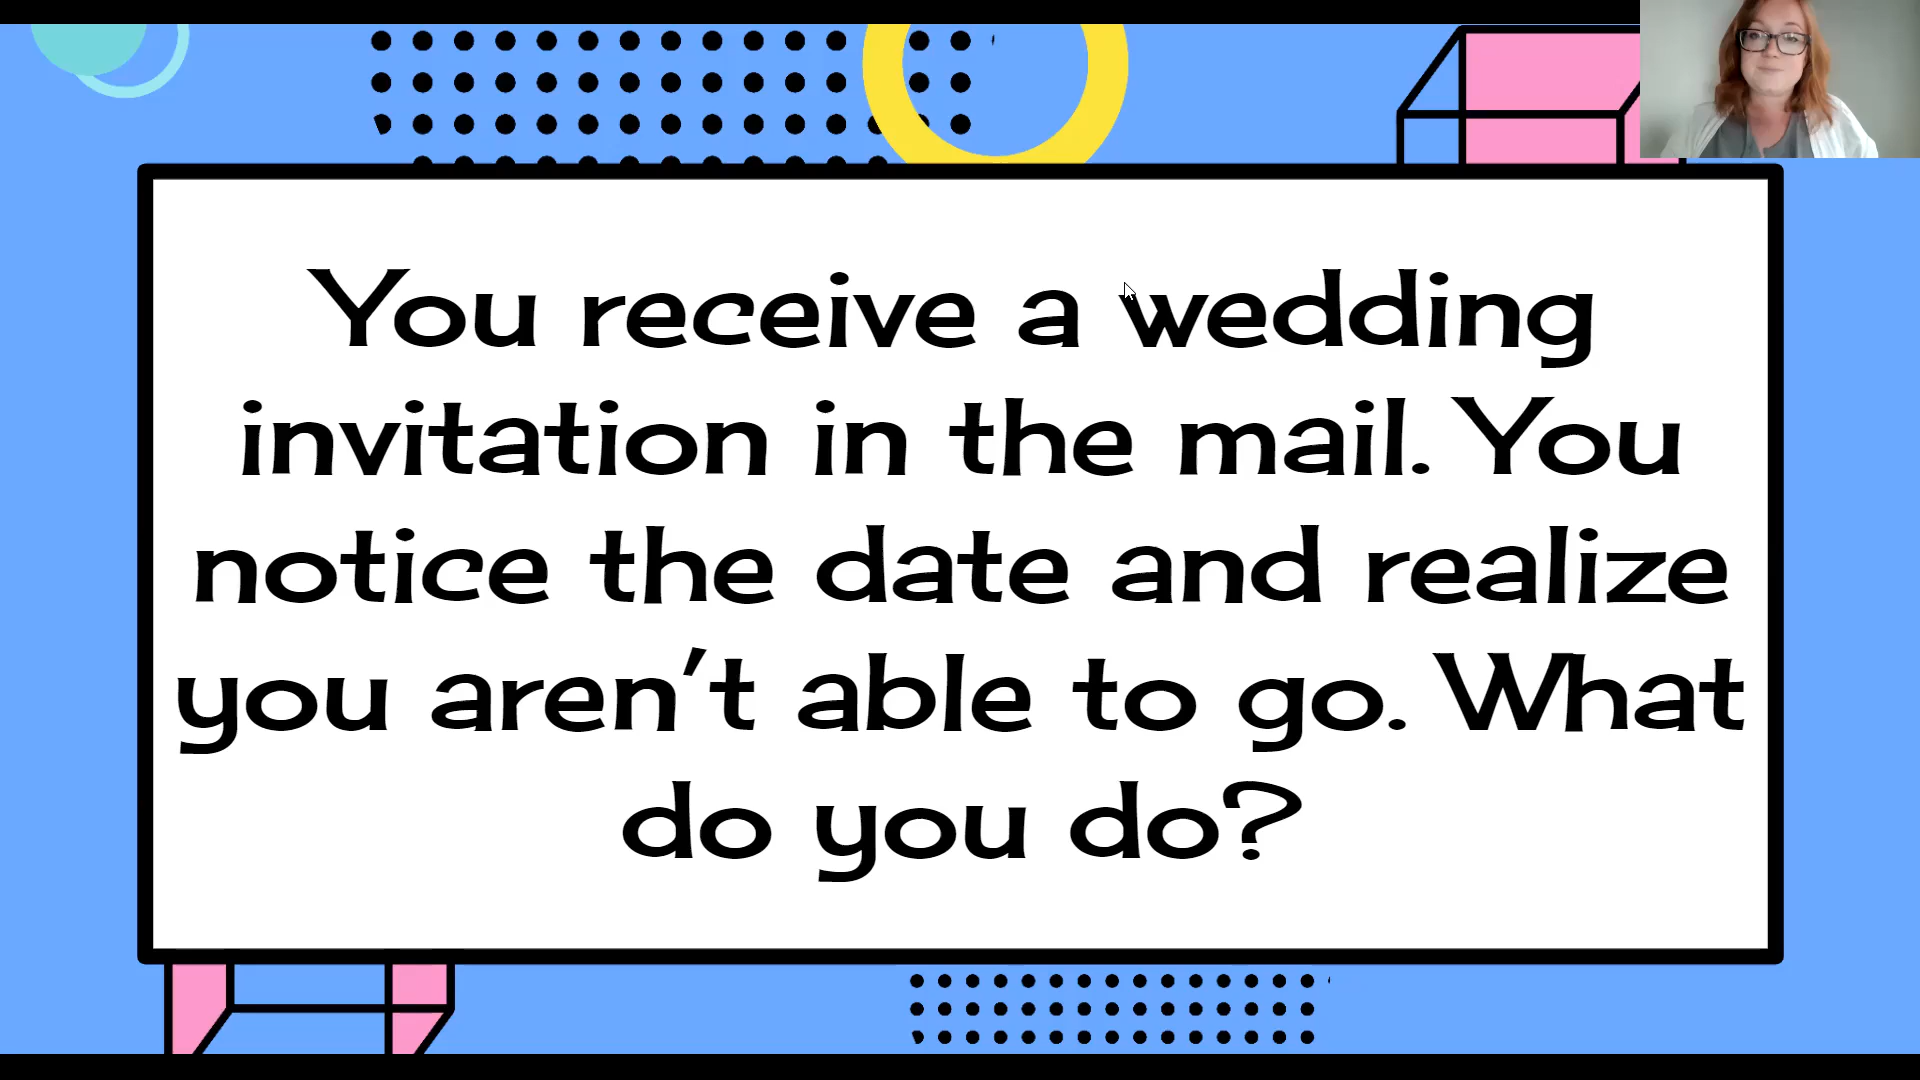 You receive a wedding
invitation in the mail. You
notice the date and realize
you aren't able to go. What
do you do?